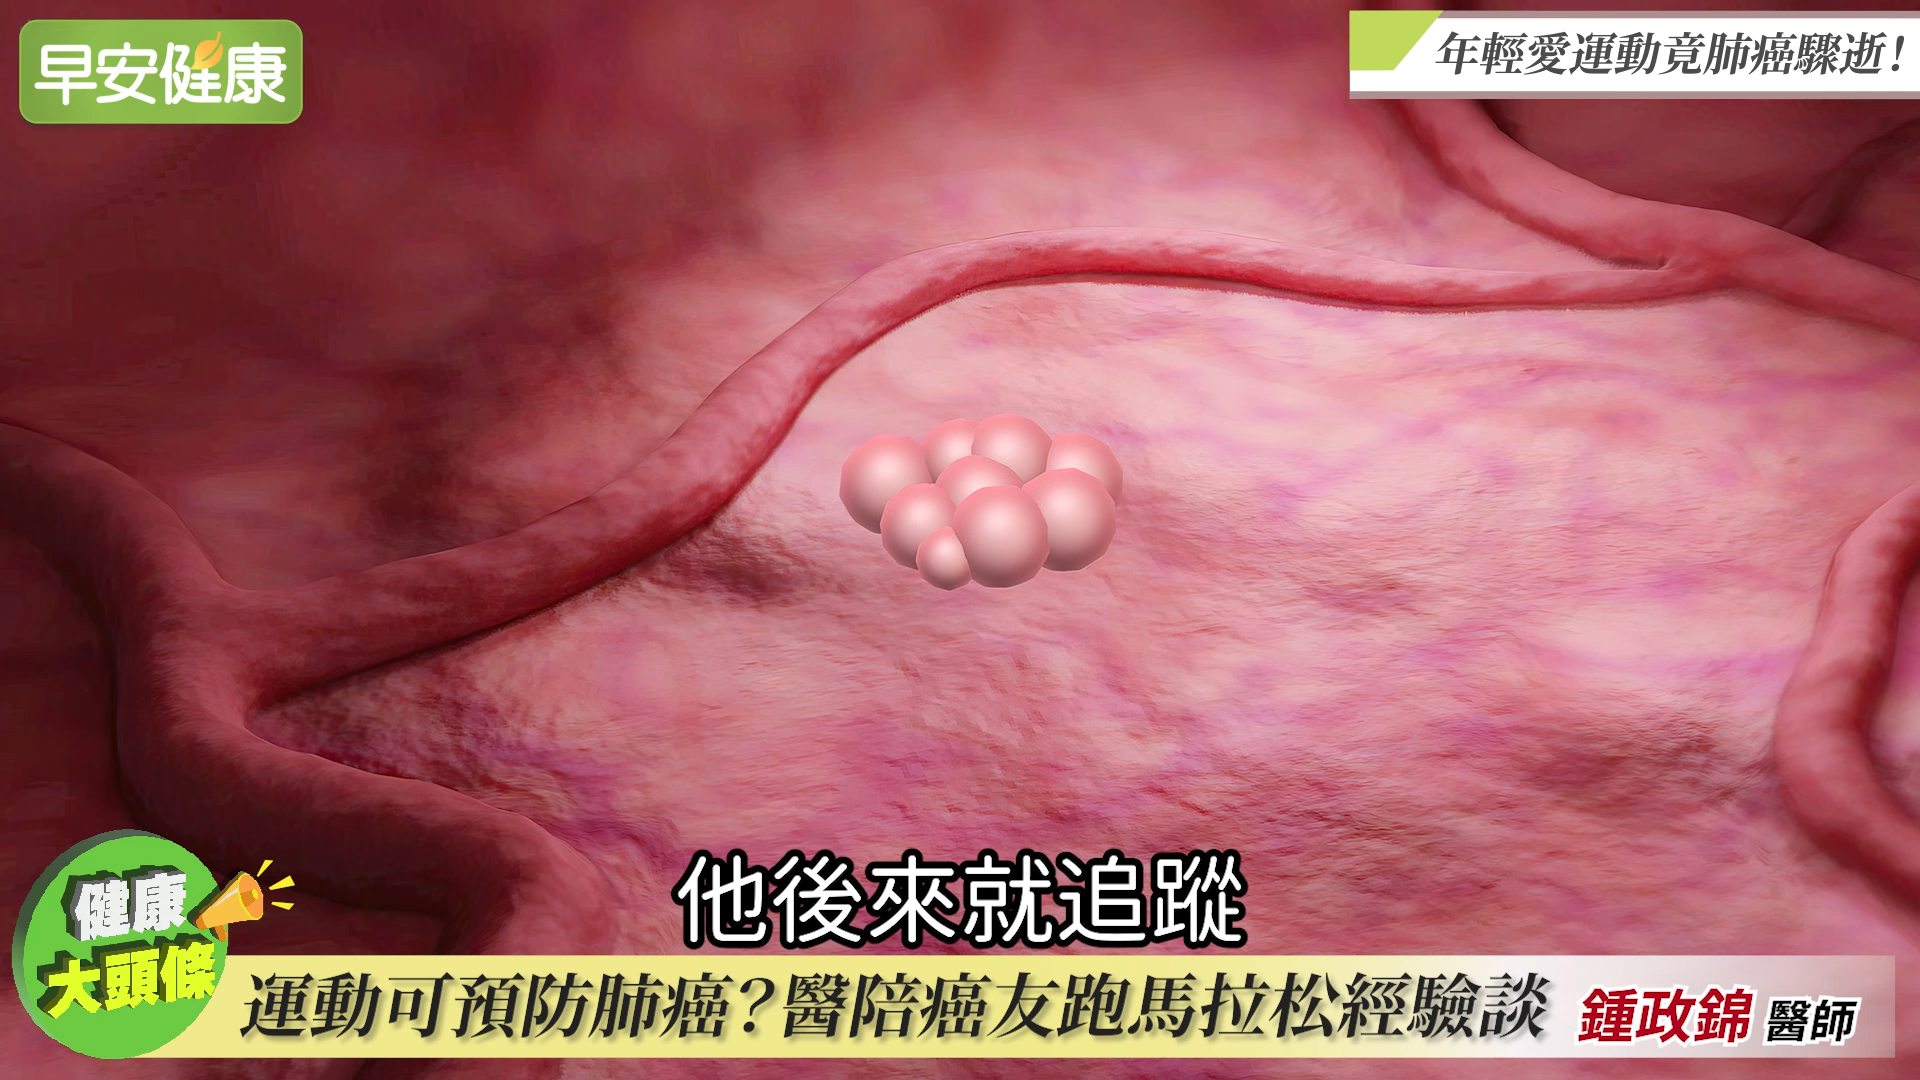 早安健康
年輕愛運動竟肺癌驟逝!
他後來就追蹤
健康
大頭條
運動可預防肺癌?醫陪癌友跑馬拉松經驗談
鍾政錦 醫師